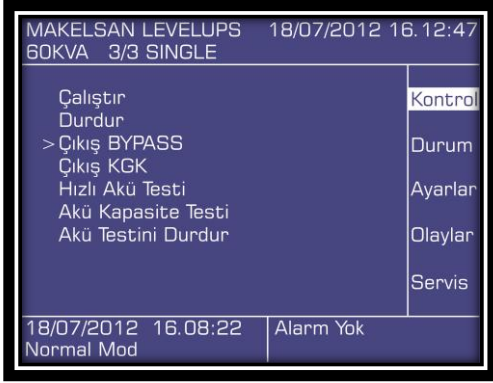 MAKELSAN LEVELUPS 18/07/2012 16.12:47
60KVA 3/3 SINGLE
Çalıştır
Durdur
>Çıkış BYPASS
Çıkış KGK
Hızlı Akü Testi
Akü Kapasite Testi
Akü Testini Durdur
Kontrol
Durum
Ayarlar
Olaylar
Servis
18/07/2012 16.08:22
Normal Mod
Alarm Yok